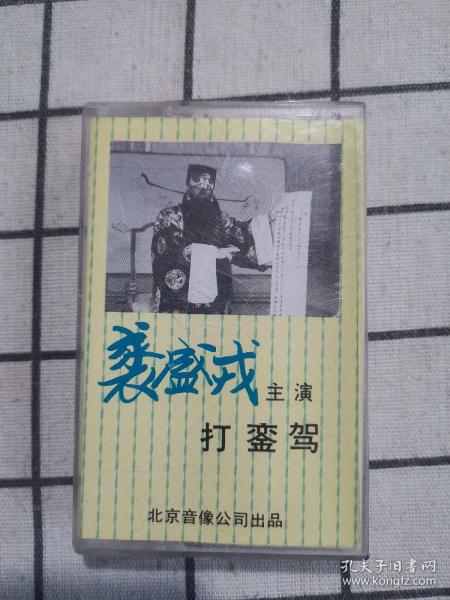 裘盛戎 主演
打銮驾
北京音像公司出品
孔夫子旧书网
www.kongfz.com